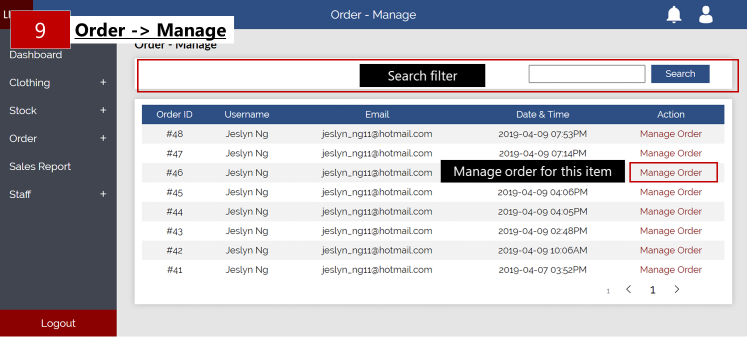 LI
Order - Manage
9
Order -> Manage
Order - Manage
Dashboard
Clothing +
Stock +
Order +
Sales Report
Staff +
Logout
Search filter
Search
Order ID Username Email Date & Time Action
#48 Jeslyn Ng jeslyn_ng11@hotmail.com 2019-04-09 07:53PM Manage Order
#47 Jeslyn Ng jeslyn_ng11@hotmail.com 2019-04-09 07:14PM Manage Order
#46 Jeslyn Ng jeslyn_ng11@hotmail.com Manage order for this item Manage Order
#45 Jeslyn Ng jeslyn_ng11@hotmail.com 2019-04-09 04:06PM Manage Order
#44 Jeslyn Ng jeslyn_ng11@hotmail.com 2019-04-09 04:05PM Manage Order
#43 Jeslyn Ng jeslyn_ng11@hotmail.com 2019-04-09 02:48PM Manage Order
#42 Jeslyn Ng jeslyn_ng11@hotmail.com 2019-04-09 10:06AM Manage Order
#41 Jeslyn Ng jeslyn_ng11@hotmail.com 2019-04-07 03:52PM Manage Order
1 < 1 >